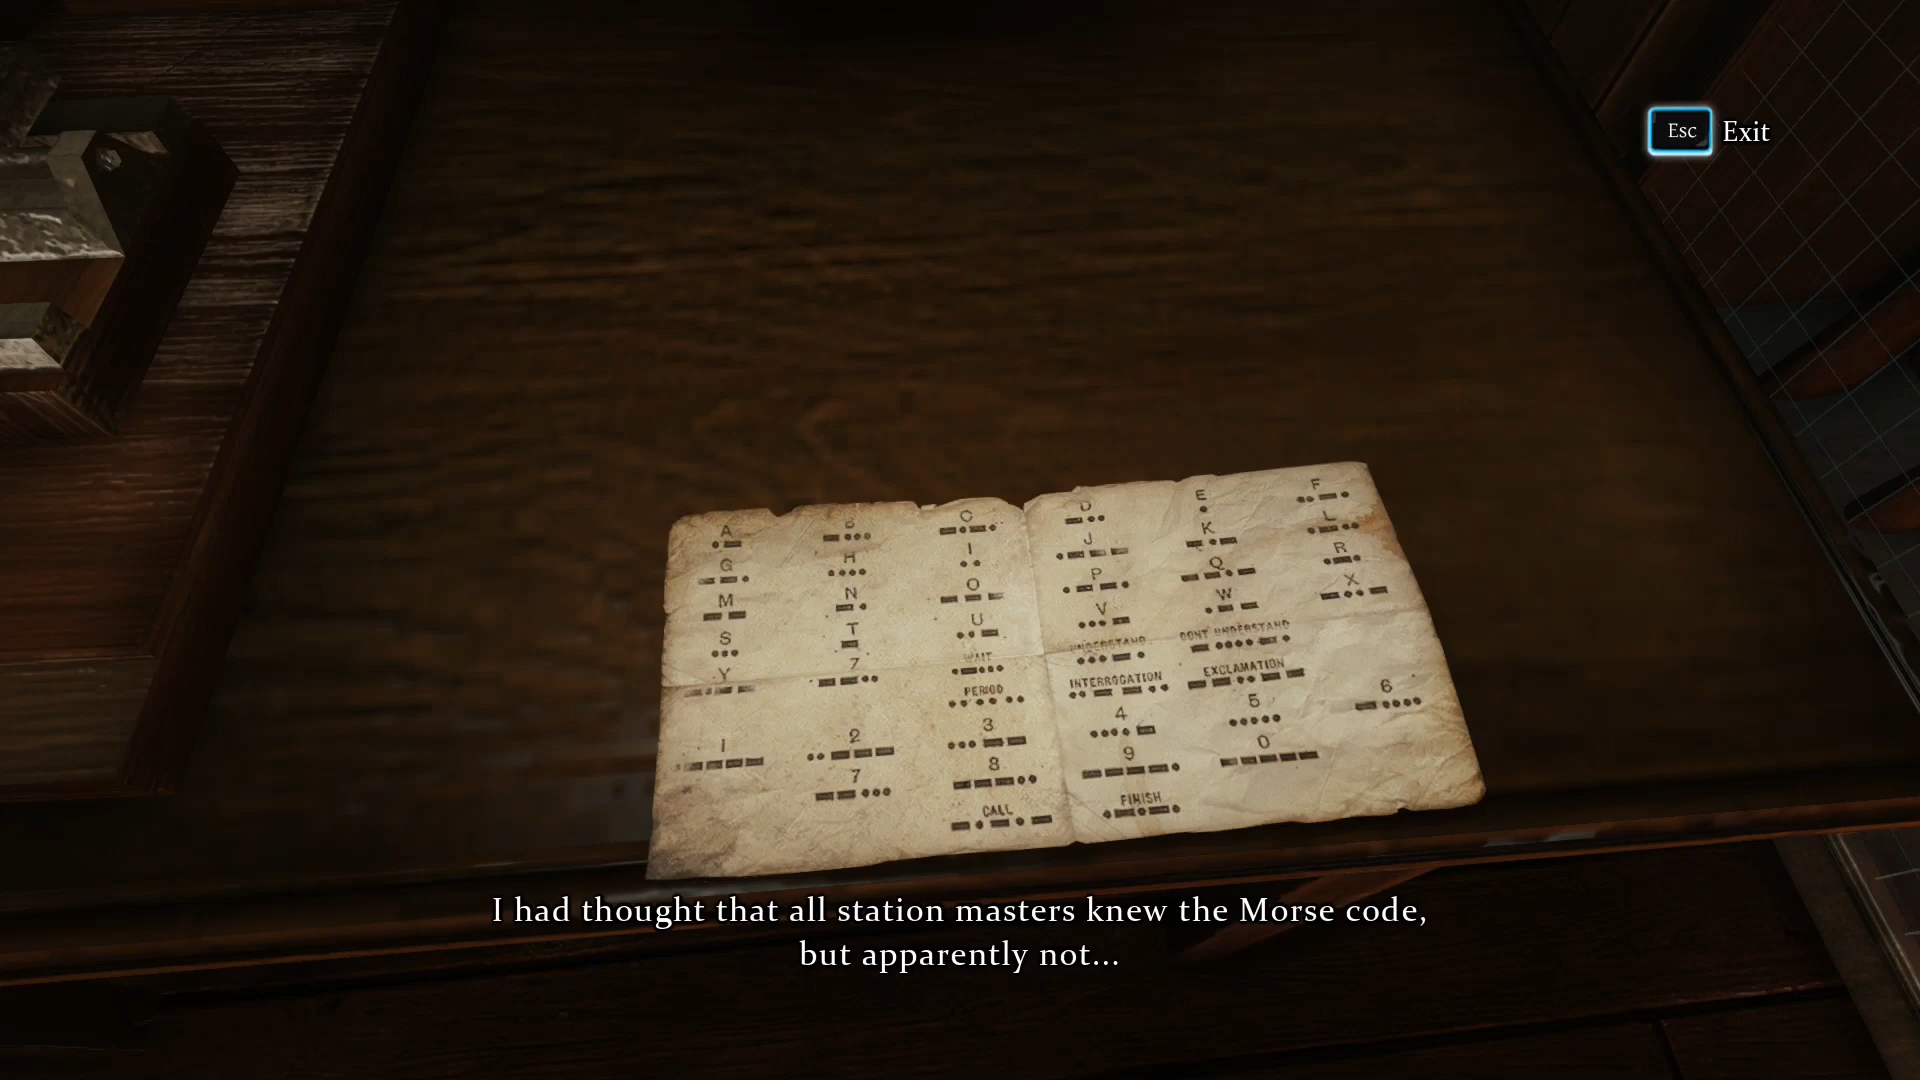 Esc Exit
A B C D E F
·− −··· −·−· −·· · ··−·
G H I J K L
−−· ···· ·· ·−−− −·− ·−··
M N O P Q R
−− −· −−− ·−−· −−·− ·−·
S T U V W X
··· − ··− ···− ·−− −··−
Y Z WAIT UNDERSTAND DONT UNDERSTAND
−·−− −−·· ·−··· ···−· −····−·
PERIOD INTERROGATION EXCLAMATION
·· ·· ·· ··−−·· −−··−−
1 2 3 4 5 6
·−−−− ··−−− ···−− ····− ····· −····
7 8 9 0
−−··· −−−·· −−−−· −−−−−
CALL FINISH
−·−·− ·−·−·
I had thought that all station masters knew the Morse code,
but apparently not...